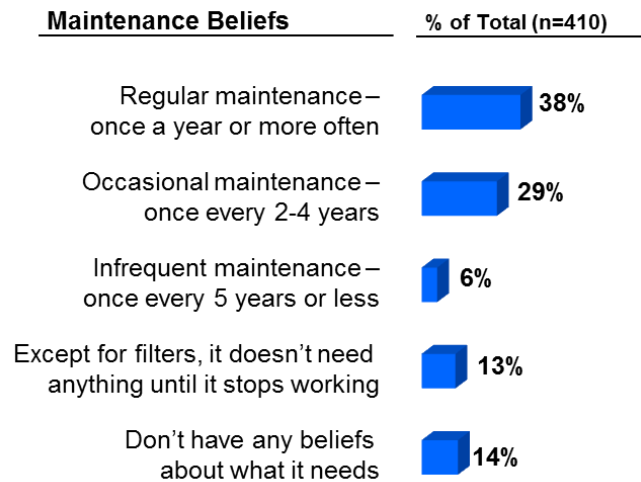 Maintenance Beliefs
% of Total (n=410)
Regular maintenance –
once a year or more often
38%
Occasional maintenance –
once every 2-4 years
29%
Infrequent maintenance –
once every 5 years or less
6%
Except for filters, it doesn’t need
anything until it stops working
13%
Don’t have any beliefs
about what it needs
14%